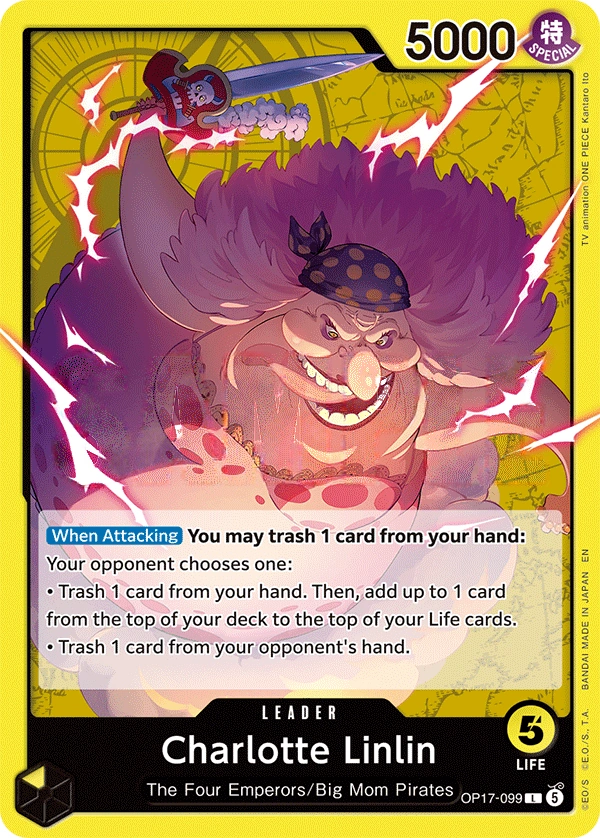 5000
特
SPECIAL
TV animation ONE PIECE Kantaro Ito
When Attacking You may trash 1 card from your hand:
Your opponent chooses one:
• Trash 1 card from your hand. Then, add up to 1 card
from the top of your deck to the top of your Life cards.
• Trash 1 card from your opponent's hand.
LEADER
Charlotte Linlin
The Four Emperors/Big Mom Pirates
5
LIFE
OP17-099 L 5
©E.O/S ©E.O./S., T.A. BANDAI MADE IN JAPAN EN